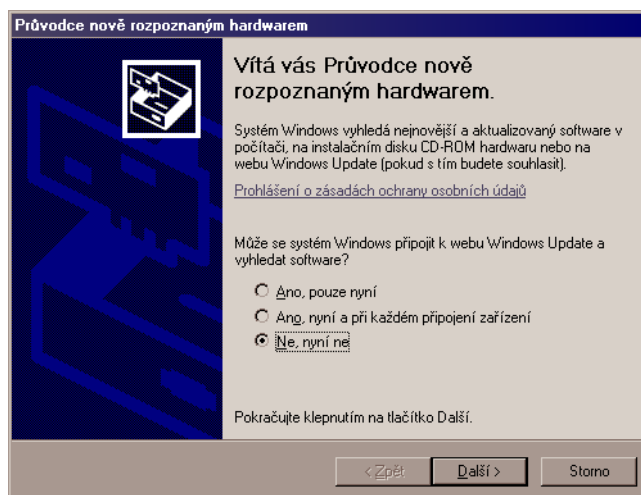 Průvodce nově rozpoznaným hardwarem
Vítá vás Průvodce nově
rozpoznaným hardwarem.
Systém Windows vyhledá nejnovější a aktualizovaný software v
počítači, na instalačním disku CD-ROM hardwaru nebo na
webu Windows Update (pokud s tím budete souhlasit).
Prohlášení o zásadách ochrany osobních údajů
Může se systém Windows připojit k webu Windows Update a
vyhledat software?
Ano, pouze nyní
Ano, nyní a při každém připojení zařízení
Ne, nyní ne
Pokračujte klepnutím na tlačítko Další.
< Zpět Další > Storno